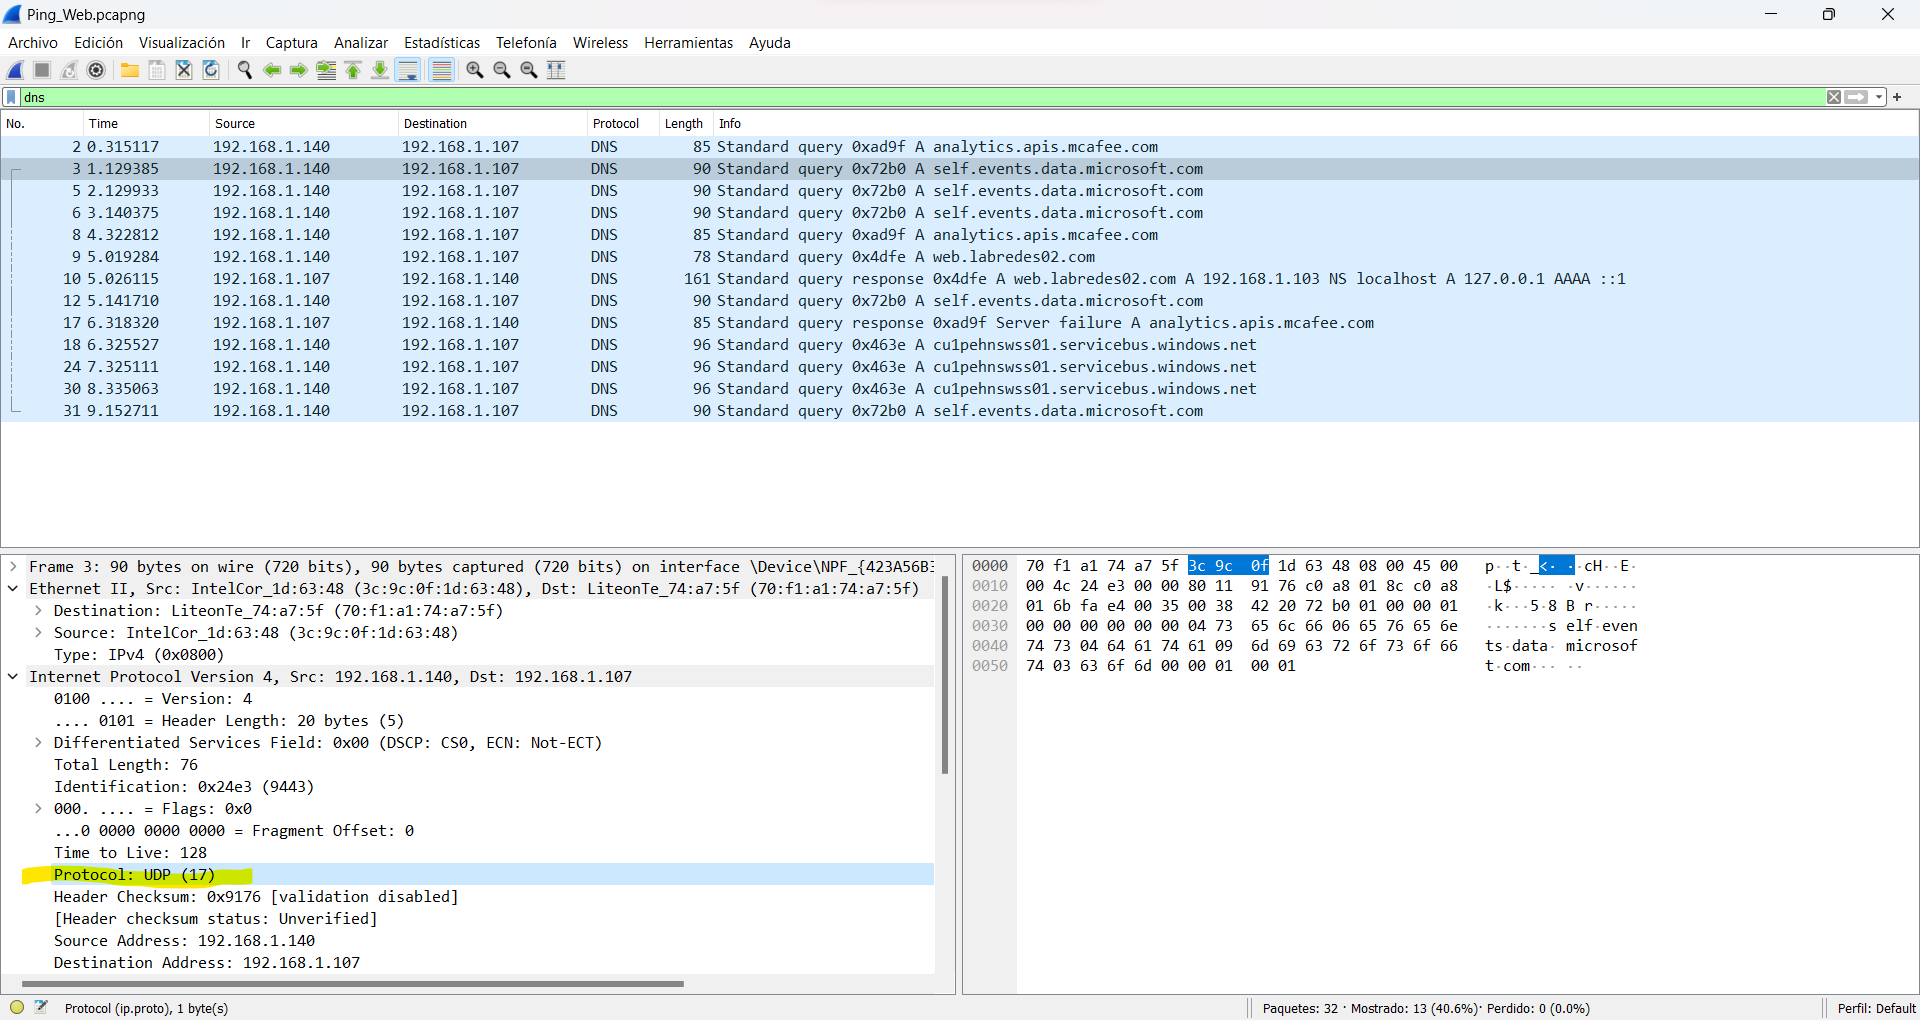 Ping_Web.pcapng
Archivo Edición Visualización Ir Captura Analizar Estadísticas Telefonía Wireless Herramientas Ayuda
dns
No. Time Source Destination Protocol Length Info
2 0.315117 192.168.1.140 192.168.1.107 DNS 85 Standard query 0xad9f A analytics.apis.mcafee.com
3 1.129385 192.168.1.140 192.168.1.107 DNS 90 Standard query 0x72b0 A self.events.data.microsoft.com
5 2.129933 192.168.1.140 192.168.1.107 DNS 90 Standard query 0x72b0 A self.events.data.microsoft.com
6 3.140375 192.168.1.140 192.168.1.107 DNS 90 Standard query 0x72b0 A self.events.data.microsoft.com
8 4.322812 192.168.1.140 192.168.1.107 DNS 85 Standard query 0xad9f A analytics.apis.mcafee.com
9 5.019284 192.168.1.140 192.168.1.107 DNS 78 Standard query 0x4dfe A web.labredes02.com
10 5.026115 192.168.1.107 192.168.1.140 DNS 161 Standard query response 0x4dfe A web.labredes02.com A 192.168.1.103 NS localhost A 127.0.0.1 AAAA ::1
12 5.141710 192.168.1.140 192.168.1.107 DNS 90 Standard query 0x72b0 A self.events.data.microsoft.com
17 6.318320 192.168.1.107 192.168.1.140 DNS 85 Standard query response 0xad9f Server failure A analytics.apis.mcafee.com
18 6.325527 192.168.1.140 192.168.1.107 DNS 96 Standard query 0x463e A cu1pehnswss01.servicebus.windows.net
24 7.325111 192.168.1.140 192.168.1.107 DNS 96 Standard query 0x463e A cu1pehnswss01.servicebus.windows.net
30 8.335063 192.168.1.140 192.168.1.107 DNS 96 Standard query 0x463e A cu1pehnswss01.servicebus.windows.net
31 9.152711 192.168.1.140 192.168.1.107 DNS 90 Standard query 0x72b0 A self.events.data.microsoft.com
Frame 3: 90 bytes on wire (720 bits), 90 bytes captured (720 bits) on interface \Device\NPF_{423A56B3
Ethernet II, Src: IntelCor_1d:63:48 (3c:9c:0f:1d:63:48), Dst: LiteonTe_74:a7:5f (70:f1:a1:74:a7:5f)
Destination: LiteonTe_74:a7:5f (70:f1:a1:74:a7:5f)
Source: IntelCor_1d:63:48 (3c:9c:0f:1d:63:48)
Type: IPv4 (0x0800)
Internet Protocol Version 4, Src: 192.168.1.140, Dst: 192.168.1.107
0100 .... = Version: 4
.... 0101 = Header Length: 20 bytes (5)
Differentiated Services Field: 0x00 (DSCP: CS0, ECN: Not-ECT)
Total Length: 76
Identification: 0x24e3 (9443)
000. .... = Flags: 0x0
...0 0000 0000 0000 = Fragment Offset: 0
Time to Live: 128
Protocol: UDP (17)
Header Checksum: 0x9176 [validation disabled]
[Header checksum status: Unverified]
Source Address: 192.168.1.140
Destination Address: 192.168.1.107
0000 70 f1 a1 74 a7 5f 3c 9c 0f 1d 63 48 08 00 45 00 p··t·_<···cH··E·
0010 00 4c 24 e3 00 00 80 11 91 76 c0 a8 01 8c c0 a8 ·L$······v······
0020 01 6b fa e4 00 35 00 38 42 20 72 b0 01 00 00 01 ·k···5·8 B r·····
0030 00 00 00 00 00 00 04 73 65 6c 66 06 65 76 65 6e ·······s elf·even
0040 74 73 04 64 61 74 61 09 6d 69 63 72 6f 73 6f 66 ts·data· microsof
0050 74 03 63 6f 6d 00 00 01 00 01 t·com··· ··
Protocol (ip.proto), 1 byte(s)
Paquetes: 32 · Mostrado: 13 (40.6%)· Perdido: 0 (0.0%)
Perfil: Default